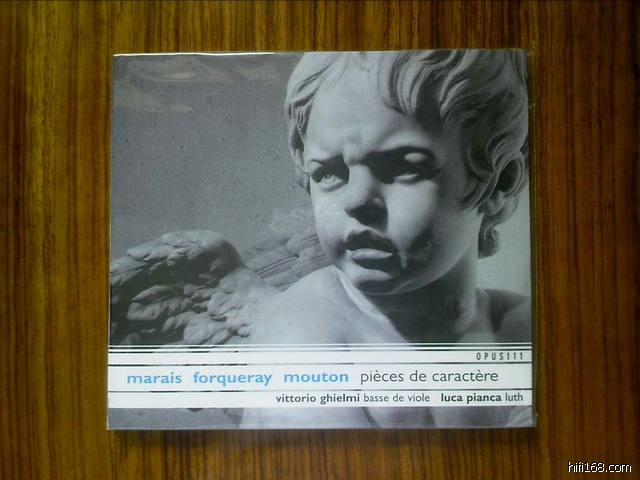 OPUS111
marais forqueray mouton pièces de caractère
vittorio ghielmi basse de viole luca pianca luth
hifi168.com